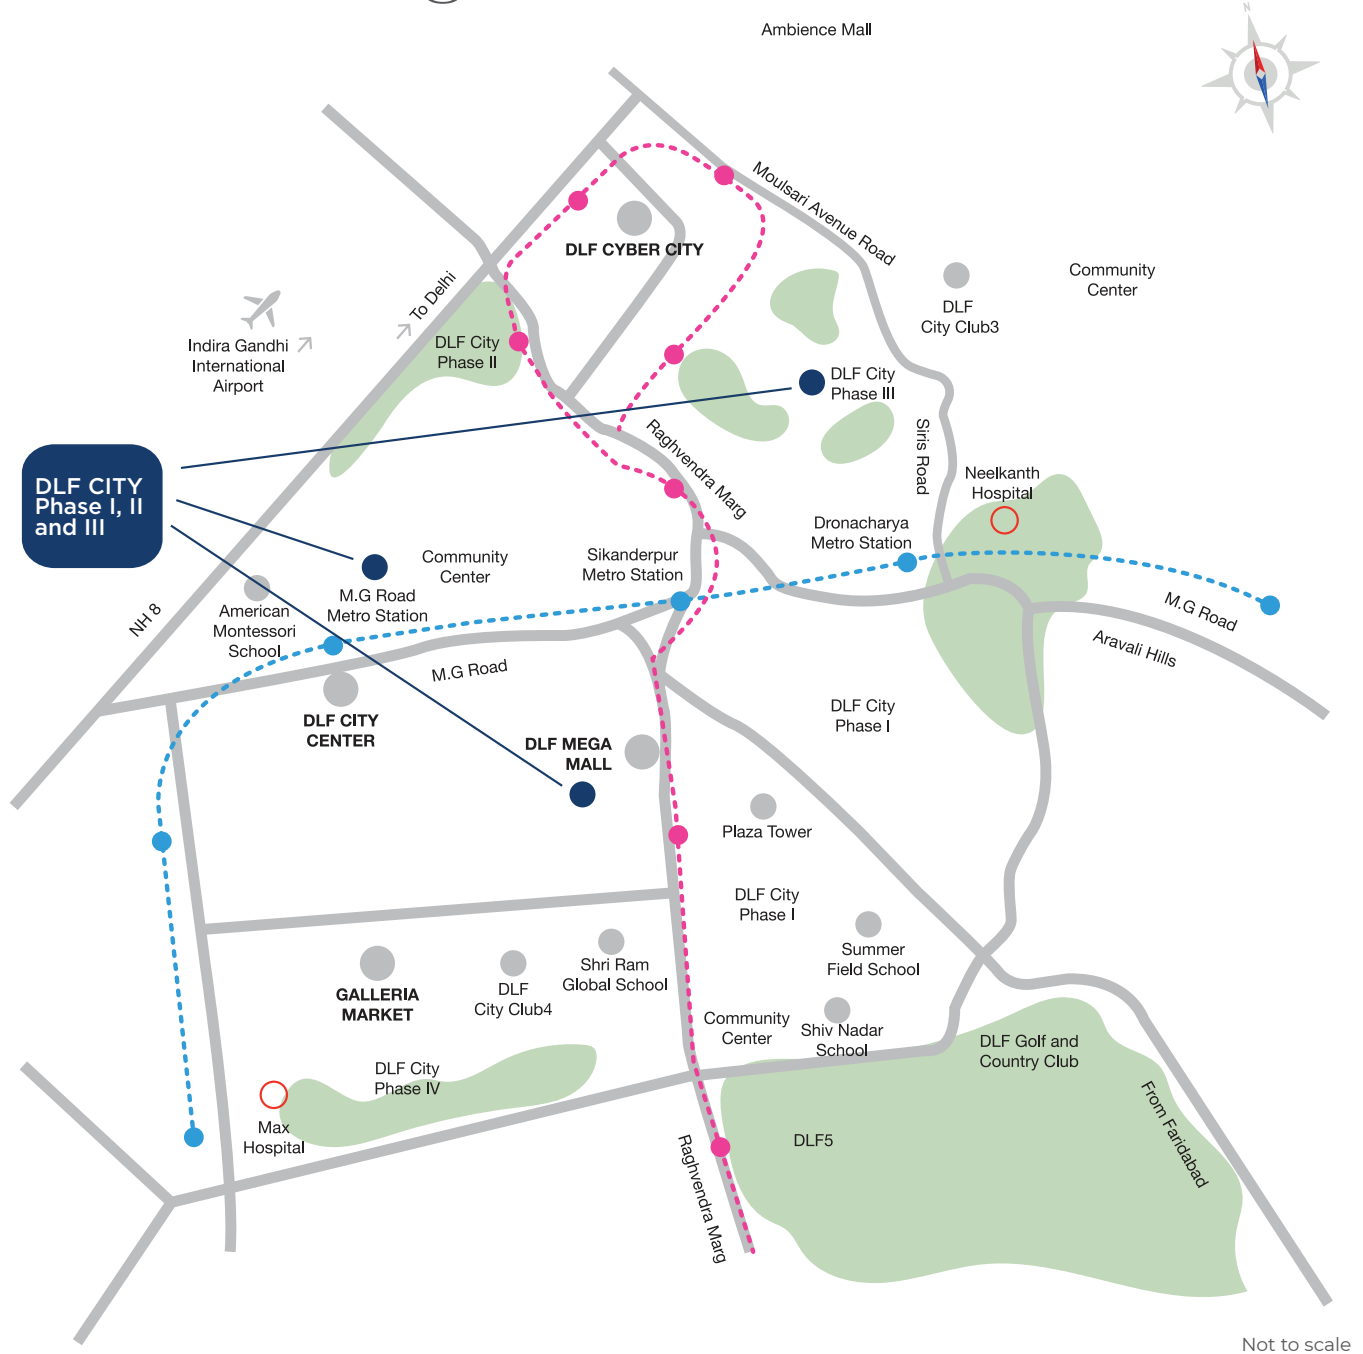 Ambience Mall
N
Moulsari Avenue Road
DLF CYBER CITY
To Delhi
Community
Center
DLF
City Club3
Indira Gandhi
International
Airport
DLF City
Phase II
DLF City
Phase III
Raghvendra Marg
Siris Road
Neelkanth
Hospital
DLF CITY
Phase I, II
and III
Dronacharya
Metro Station
Community
Center
Sikanderpur
Metro Station
M.G Road
Metro Station
American
Montessori
School
NH 8
M.G Road
Aravali Hills
M.G Road
DLF CITY
CENTER
DLF City
Phase I
DLF MEGA
MALL
Plaza Tower
DLF City
Phase I
Summer
Field School
Shri Ram
Global School
GALLERIA
MARKET
DLF
City Club4
Community
Center
Shiv Nadar
School
DLF Golf and
Country Club
DLF City
Phase IV
Max
Hospital
DLF5
From Faridabad
Raghvendra Marg
Not to scale